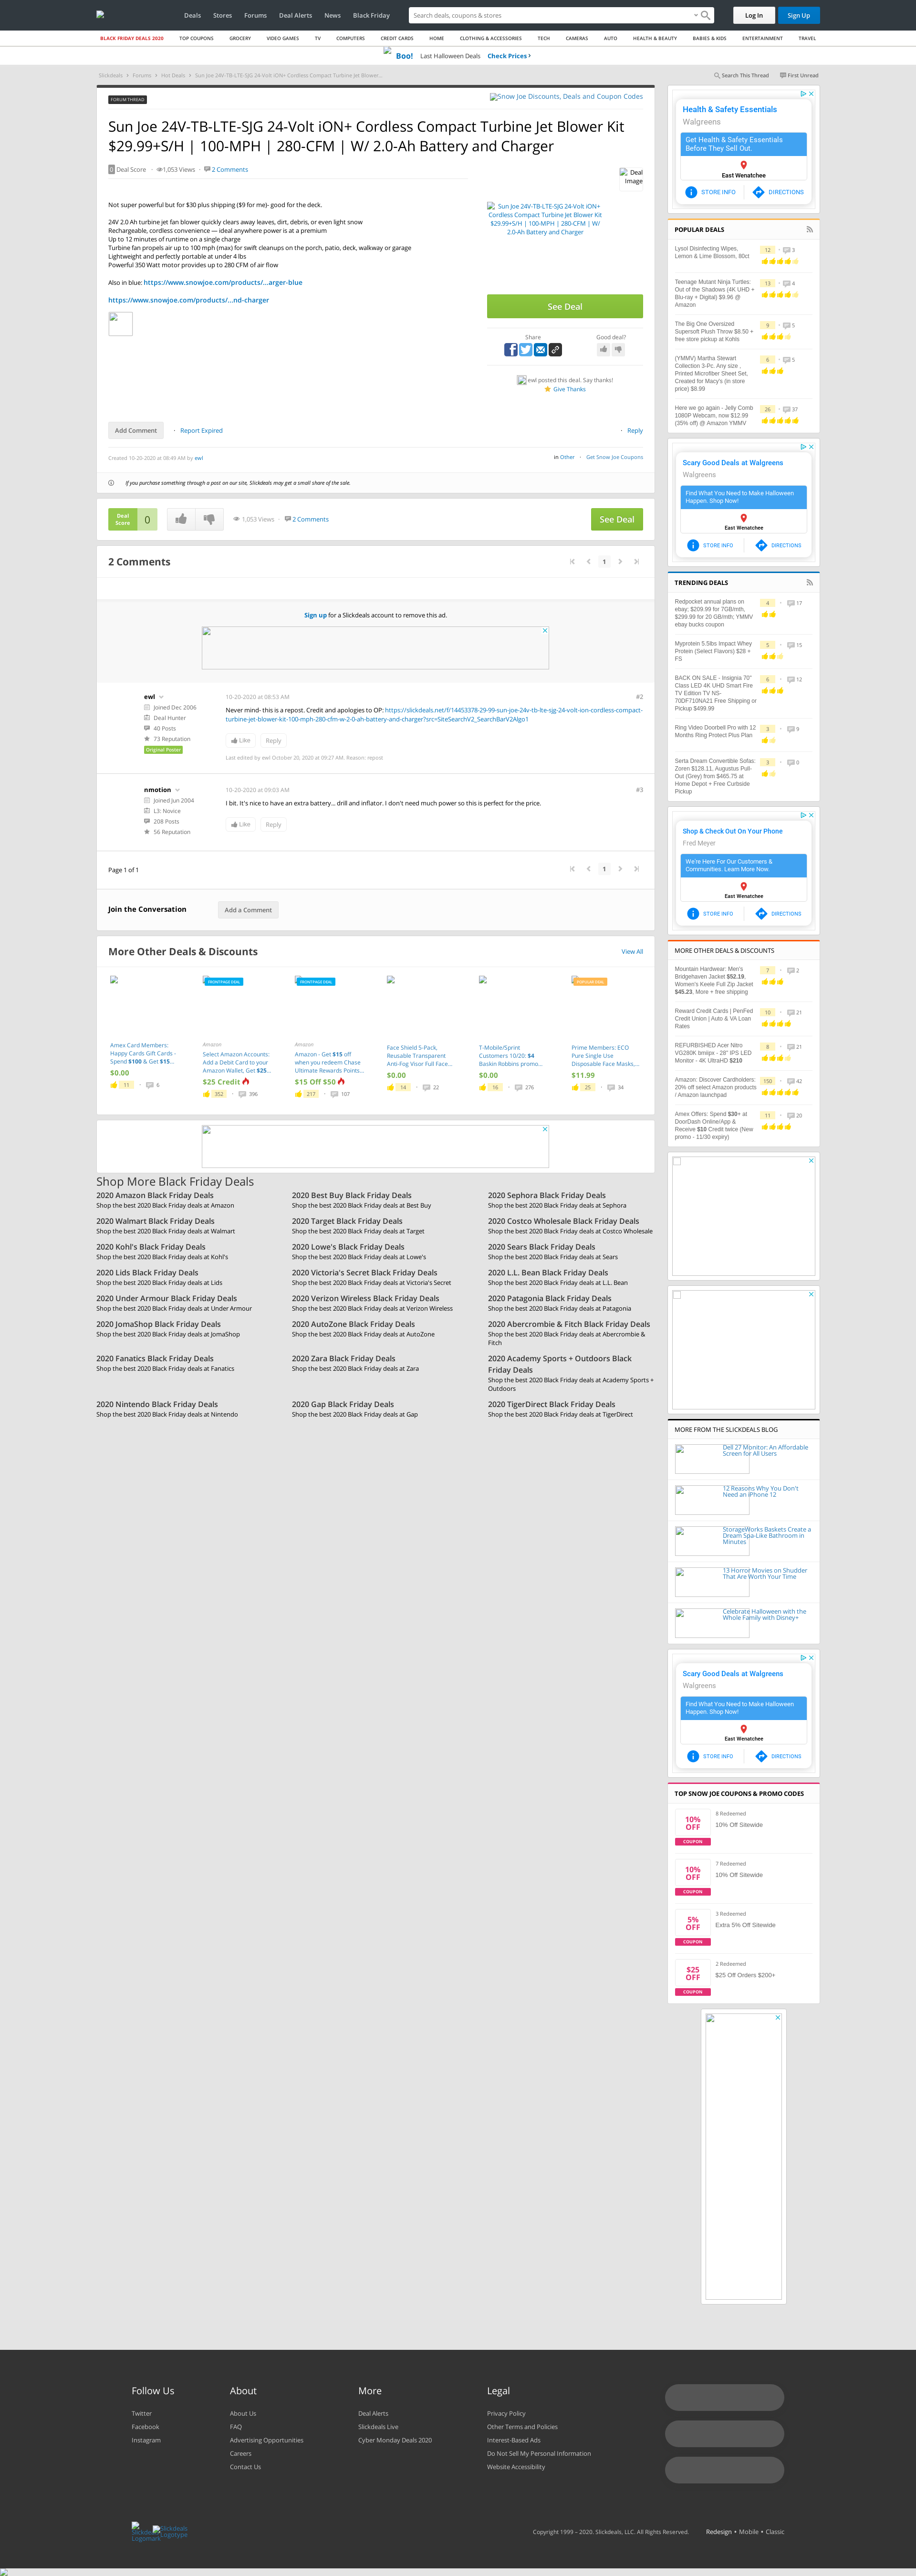 Deals Stores Forums Deal Alerts News Black Friday
Search deals, coupons & stores
Log In
Sign Up
BLACK FRIDAY DEALS 2020 TOP COUPONS GROCERY VIDEO GAMES TV COMPUTERS CREDIT CARDS HOME CLOTHING & ACCESSORIES TECH CAMERAS AUTO HEALTH & BEAUTY BABIES & KIDS ENTERTAINMENT TRAVEL
Boo! Last Halloween Deals Check Prices
Slickdeals Forums Hot Deals Sun Joe 24V-TB-LTE-SJG 24-Volt iON+ Cordless Compact Turbine Jet Blower...
Search This Thread First Unread
FORUM THREAD
Snow Joe Discounts, Deals and Coupon Codes
Sun Joe 24V-TB-LTE-SJG 24-Volt iON+ Cordless Compact Turbine Jet Blower Kit
$29.99+S/H | 100-MPH | 280-CFM | W/ 2.0-Ah Battery and Charger
0 Deal Score · 1,053 Views · 2 Comments
Deal
Image
Not super powerful but for $30 plus shipping ($9 for me)- good for the deck.
24V 2.0 Ah turbine jet fan blower quickly clears away leaves, dirt, debris, or even light snow
Rechargeable, cordless convenience — ideal anywhere power is at a premium
Up to 12 minutes of runtime on a single charge
Turbine fan propels air up to 100 mph (max) for swift cleanups on the porch, patio, deck, walkway or garage
Lightweight and perfectly portable at under 4 lbs
Powerful 350 Watt motor provides up to 280 CFM of air flow
Also in blue: https://www.snowjoe.com/products/...arger-blue
https://www.snowjoe.com/products/...nd-charger
Sun Joe 24V-TB-LTE-SJG 24-Volt iON+
Cordless Compact Turbine Jet Blower Kit
$29.99+S/H | 100-MPH | 280-CFM | W/
2.0-Ah Battery and Charger
See Deal
Share
Good deal?
ewl posted this deal. Say thanks!
Give Thanks
Add Comment · Report Expired
· Reply
Created 10-20-2020 at 08:49 AM by ewl
in Other · Get Snow Joe Coupons
If you purchase something through a post on our site, Slickdeals may get a small share of the sale.
Deal
Score
0
1,053 Views · 2 Comments
See Deal
2 Comments
1
Sign up for a Slickdeals account to remove this ad.
ewl
Joined Dec 2006
Deal Hunter
40 Posts
73 Reputation
Original Poster
10-20-2020 at 08:53 AM
#2
Never mind- this is a repost. Credit and apologies to OP: https://slickdeals.net/f/14453378-29-99-sun-joe-24v-tb-lte-sjg-24-volt-ion-cordless-compact-
turbine-jet-blower-kit-100-mph-280-cfm-w-2-0-ah-battery-and-charger?src=SiteSearchV2_SearchBarV2Algo1
Like
Reply
Last edited by ewl October 20, 2020 at 09:27 AM. Reason: repost
nmotion
Joined Jun 2004
L3: Novice
208 Posts
56 Reputation
10-20-2020 at 09:03 AM
#3
I bit. It's nice to have an extra battery... drill and inflator. I don't need much power so this is perfect for the price.
Like
Reply
Page 1 of 1
1
Join the Conversation
Add a Comment
More Other Deals & Discounts
View All
Amex Card Members:
Happy Cards Gift Cards -
Spend $100 & Get $15...
$0.00
11 · 6
FRONTPAGE DEAL
Amazon
Select Amazon Accounts:
Add a Debit Card to your
Amazon Wallet, Get $25...
$25 Credit
352 · 396
FRONTPAGE DEAL
Amazon
Amazon - Get $15 off
when you redeem Chase
Ultimate Rewards Points...
$15 Off $50
217 · 107
Face Shield 5-Pack,
Reusable Transparent
Anti-Fog Visor Full Face...
$0.00
14 · 22
T-Mobile/Sprint
Customers 10/20: $4
Baskin Robbins promo...
$0.00
16 · 276
POPULAR DEAL
Prime Members: ECO
Pure Single Use
Disposable Face Masks,...
$11.99
25 · 34
Shop More Black Friday Deals
2020 Amazon Black Friday Deals
Shop the best 2020 Black Friday deals at Amazon
2020 Best Buy Black Friday Deals
Shop the best 2020 Black Friday deals at Best Buy
2020 Sephora Black Friday Deals
Shop the best 2020 Black Friday deals at Sephora
2020 Walmart Black Friday Deals
Shop the best 2020 Black Friday deals at Walmart
2020 Target Black Friday Deals
Shop the best 2020 Black Friday deals at Target
2020 Costco Wholesale Black Friday Deals
Shop the best 2020 Black Friday deals at Costco Wholesale
2020 Kohl's Black Friday Deals
Shop the best 2020 Black Friday deals at Kohl's
2020 Lowe's Black Friday Deals
Shop the best 2020 Black Friday deals at Lowe's
2020 Sears Black Friday Deals
Shop the best 2020 Black Friday deals at Sears
2020 Lids Black Friday Deals
Shop the best 2020 Black Friday deals at Lids
2020 Victoria's Secret Black Friday Deals
Shop the best 2020 Black Friday deals at Victoria's Secret
2020 L.L. Bean Black Friday Deals
Shop the best 2020 Black Friday deals at L.L. Bean
2020 Under Armour Black Friday Deals
Shop the best 2020 Black Friday deals at Under Armour
2020 Verizon Wireless Black Friday Deals
Shop the best 2020 Black Friday deals at Verizon Wireless
2020 Patagonia Black Friday Deals
Shop the best 2020 Black Friday deals at Patagonia
2020 JomaShop Black Friday Deals
Shop the best 2020 Black Friday deals at JomaShop
2020 AutoZone Black Friday Deals
Shop the best 2020 Black Friday deals at AutoZone
2020 Abercrombie & Fitch Black Friday Deals
Shop the best 2020 Black Friday deals at Abercrombie &
Fitch
2020 Fanatics Black Friday Deals
Shop the best 2020 Black Friday deals at Fanatics
2020 Zara Black Friday Deals
Shop the best 2020 Black Friday deals at Zara
2020 Academy Sports + Outdoors Black
Friday Deals
Shop the best 2020 Black Friday deals at Academy Sports +
Outdoors
2020 Nintendo Black Friday Deals
Shop the best 2020 Black Friday deals at Nintendo
2020 Gap Black Friday Deals
Shop the best 2020 Black Friday deals at Gap
2020 TigerDirect Black Friday Deals
Shop the best 2020 Black Friday deals at TigerDirect
Health & Safety Essentials
Walgreens
Get Health & Safety Essentials
Before They Sell Out.
East Wenatchee
STORE INFO DIRECTIONS
POPULAR DEALS
Lysol Disinfecting Wipes,
Lemon & Lime Blossom, 80ct
12 · 3
Teenage Mutant Ninja Turtles:
Out of the Shadows (4K UHD +
Blu-ray + Digital) $9.96 @
Amazon
13 · 4
The Big One Oversized
Supersoft Plush Throw $8.50 +
free store pickup at Kohls
9 · 5
(YMMV) Martha Stewart
Collection 3-Pc. Any size ,
Printed Microfiber Sheet Set,
Created for Macy's (in store
price) $8.99
6 · 5
Here we go again - Jelly Comb
1080P Webcam, now $12.99
(35% off) @ Amazon YMMV
26 · 37
Scary Good Deals at Walgreens
Walgreens
Find What You Need to Make Halloween
Happen. Shop Now!
East Wenatchee
STORE INFO DIRECTIONS
TRENDING DEALS
Redpocket annual plans on
ebay; $209.99 for 7GB/mth,
$299.99 for 20 GB/mth; YMMV
ebay bucks coupon
4 · 17
Myprotein 5.5lbs Impact Whey
Protein (Select Flavors) $28 +
FS
5 · 15
BACK ON SALE - Insignia 70"
Class LED 4K UHD Smart Fire
TV Edition TV NS-
70DF710NA21 Free Shipping or
Pickup $499.99
6 · 12
Ring Video Doorbell Pro with 12
Months Ring Protect Plus Plan
3 · 9
Serta Dream Convertible Sofas:
Zoren $128.11, Augustus Pull-
Out (Grey) from $465.75 at
Home Depot + Free Curbside
Pickup
3 · 0
Shop & Check Out On Your Phone
Fred Meyer
We're Here For Our Customers &
Communities. Learn More Now.
East Wenatchee
STORE INFO DIRECTIONS
MORE OTHER DEALS & DISCOUNTS
Mountain Hardwear: Men's
Bridgehaven Jacket $52.19,
Women's Keele Full Zip Jacket
$45.23, More + free shipping
7 · 2
Reward Credit Cards | PenFed
Credit Union | Auto & VA Loan
Rates
10 · 21
REFURBISHED Acer Nitro
VG280K bmiipx - 28" IPS LED
Monitor - 4K UltraHD $210
8 · 21
Amazon: Discover Cardholders:
20% off select Amazon products
/ Amazon launchpad
150 · 42
Amex Offers: Spend $30+ at
DoorDash Online/App &
Receive $10 Credit twice (New
promo - 11/30 expiry)
11 · 20
MORE FROM THE SLICKDEALS BLOG
Dell 27 Monitor: An Affordable
Screen for All Users
12 Reasons Why You Don't
Need an iPhone 12
StorageWorks Baskets Create a
Dream Spa-Like Bathroom in
Minutes
13 Horror Movies on Shudder
That Are Worth Your Time
Celebrate Halloween with the
Whole Family with Disney+
Scary Good Deals at Walgreens
Walgreens
Find What You Need to Make Halloween
Happen. Shop Now!
East Wenatchee
STORE INFO DIRECTIONS
TOP SNOW JOE COUPONS & PROMO CODES
10%
OFF
COUPON
8 Redeemed
10% Off Sitewide
10%
OFF
COUPON
7 Redeemed
10% Off Sitewide
5%
OFF
COUPON
3 Redeemed
Extra 5% Off Sitewide
$25
OFF
COUPON
2 Redeemed
$25 Off Orders $200+
Follow Us
Twitter
Facebook
Instagram
About
About Us
FAQ
Advertising Opportunities
Careers
Contact Us
More
Deal Alerts
Slickdeals Live
Cyber Monday Deals 2020
Legal
Privacy Policy
Other Terms and Policies
Interest-Based Ads
Do Not Sell My Personal Information
Website Accessibility
Slickdeals
Logomark
Slickdeals
Logotype
Copyright 1999 – 2020. Slickdeals, LLC. All Rights Reserved. Redesign • Mobile • Classic